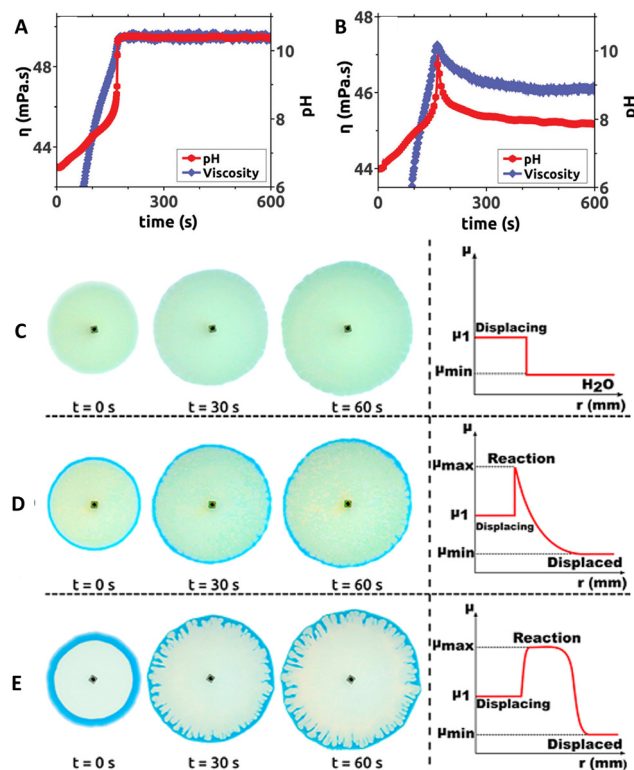 A
B
η (mPa.s)
48
44
pH
Viscosity
10
8
6
pH
0
300
600
time (s)
η (mPa.s)
48
46
44
pH
Viscosity
10
8
6
pH
0
300
600
time (s)
C
t = 0 s
t = 30 s
t = 60 s
μ
μ1
Displacing
μmin
H2O
r (mm)
D
t = 0 s
t = 30 s
t = 60 s
μ
μmax
Reaction
μ1
Displacing
μmin
Displaced
r (mm)
E
t = 0 s
t = 30 s
t = 60 s
μ
μmax
Reaction
μ1
Displacing
μmin
Displaced
r (mm)